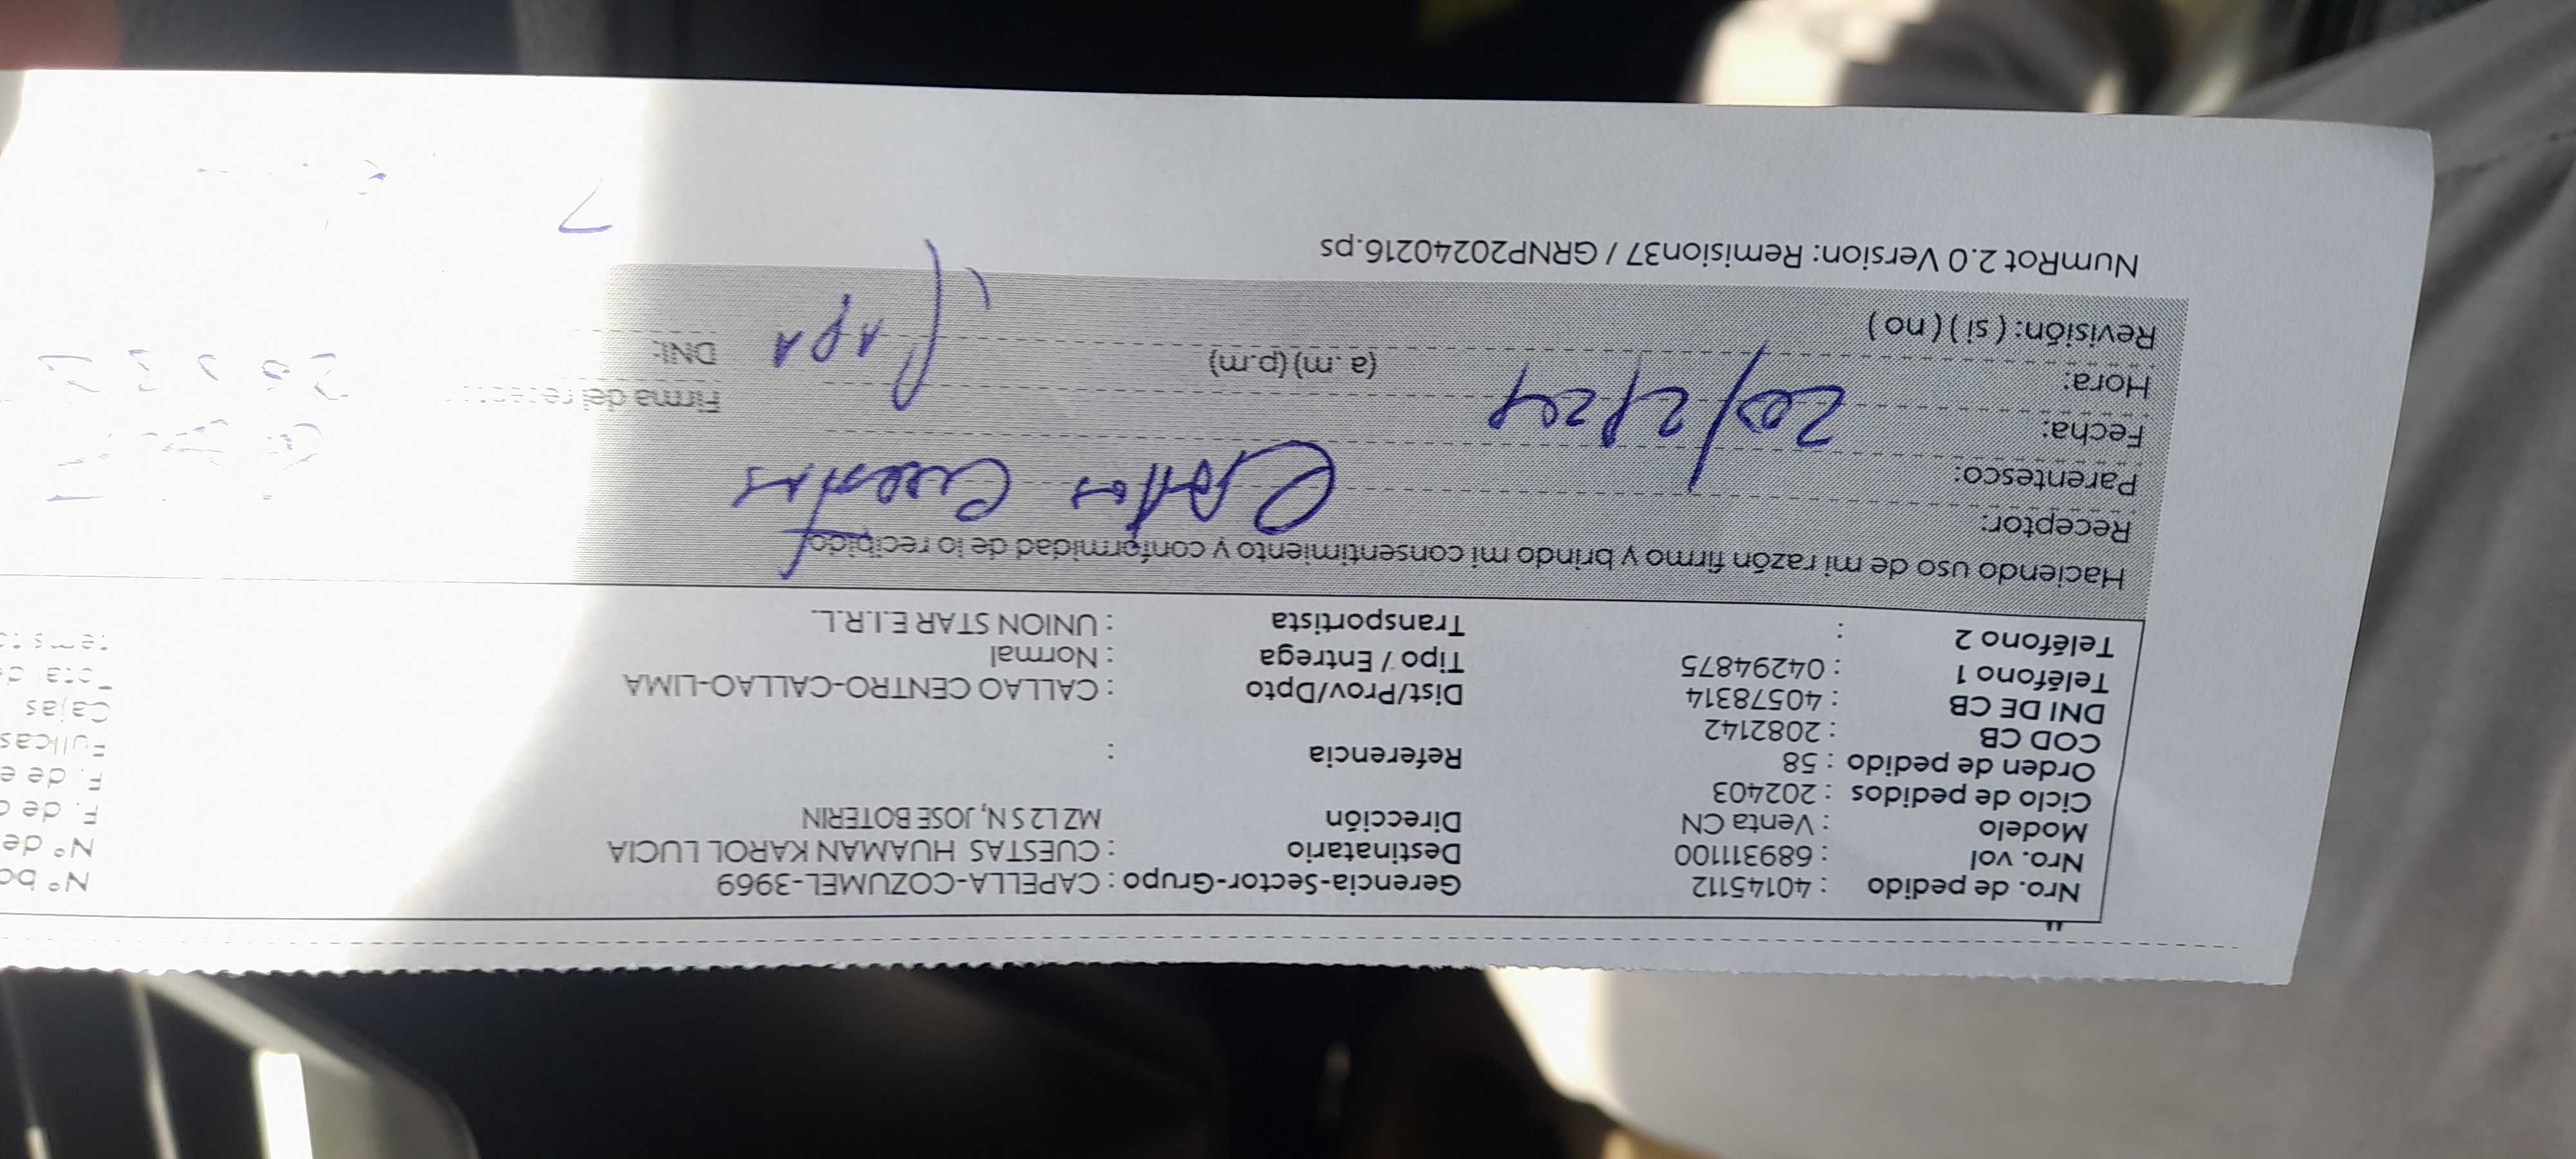 Nro. de pedido : 40145112 Gerencia-Sector-Grupo : CAPELLA-COZUMEL-3969
Nro. vol : 689311100 Destinatario : CUESTAS HUAMAN KAROL LUCIA
Modelo : Venta CN Dirección MZ L2 S N, JOSE BOTERIN
Ciclo de pedidos : 202403
Orden de pedido : 58 Referencia :
COD CB : 2082142
DNI DE CB : 40578314 Dist/Prov/Dpto : CALLAO CENTRO-CALLAO-LIMA Cajas
Teléfono 1 : 04294875 Tipo / Entrega : Normal
Teléfono 2 : Transportista : UNION STAR E.I.R.L.
Haciendo uso de mi razón firmo y brindo mi consentimiento y conformidad de lo recibido
Receptor: Carlos Cuestas
Parentesco: Papa
Fecha: 20/2/24
Hora: (a. m) (p.m) Firma del
Revisión: ( si ) ( no ) DNI:
NumRot 2.0 Version: Remision37 / GRNP20240216.ps